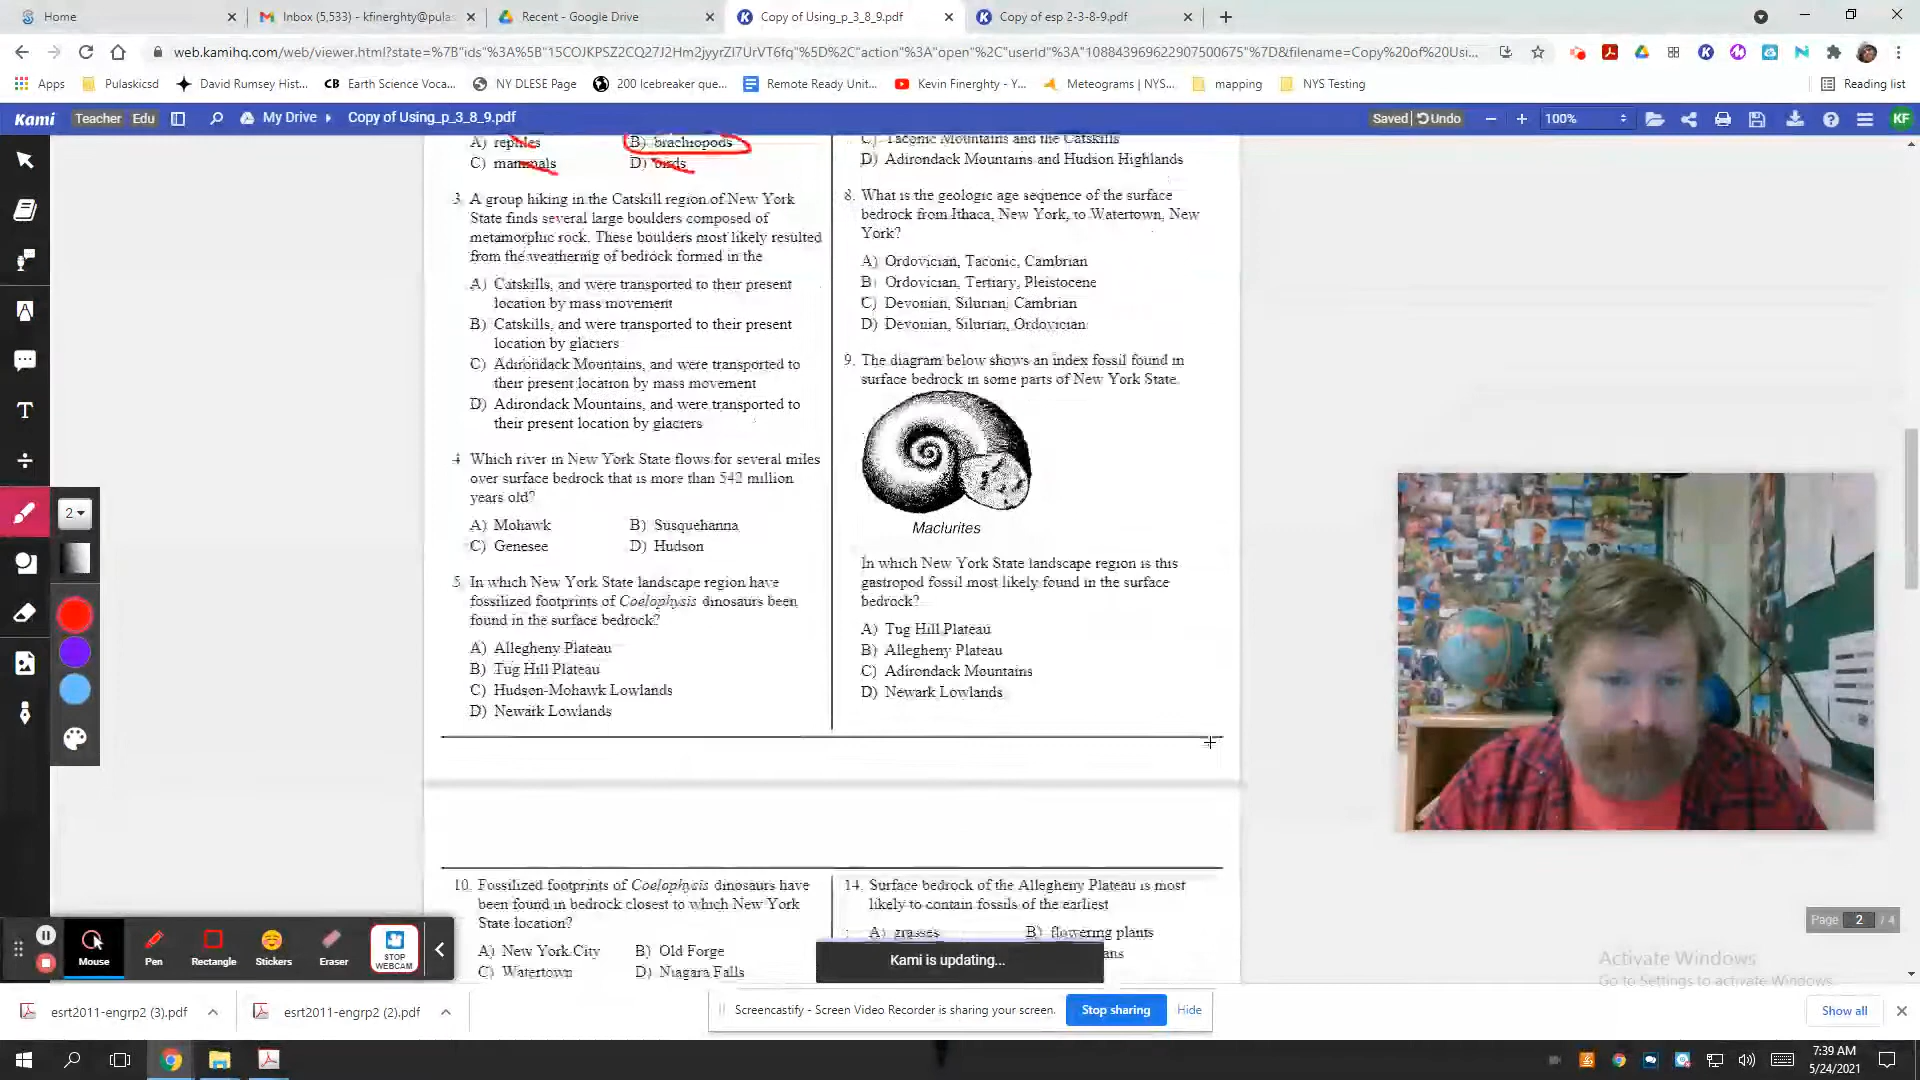 Home
Inbox (5,533) - kfinerghty@pulas
Recent - Google Drive
Copy of Using_p_3_8_9.pdf
Copy of esp 2-3-8-9.pdf
web.kamihq.com/web/viewer.html?state=%7B"ids"%3A%5B"15COJKPSZ2CQ27J2Hm2jyyrZI7UrVT6fq"%5D%2C"action"%3A"open"%2C"userId"%3A"108843969622907500675"%7D&filename=Copy%20of%20Usi...
Apps
Pulaskicsd
David Rumsey Hist...
CB Earth Science Voca...
NY DLESE Page
200 Icebreaker que...
Remote Ready Unit...
Kevin Finerghty - Y...
Meteograms | NYS...
mapping
NYS Testing
Reading list
Kami
Teacher Edu
My Drive
Copy of Using_p_3_8_9.pdf
Saved Undo
100%
KF
A) reptiles B) brachiopods
C) mammals D) birds
3. A group hiking in the Catskill region of New York
State finds several large boulders composed of
metamorphic rock. These boulders most likely resulted
from the weathering of bedrock formed in the
A) Catskills, and were transported to their present
location by mass movement
B) Catskills, and were transported to their present
location by glaciers
C) Adirondack Mountains, and were transported to
their present location by mass movement
D) Adirondack Mountains, and were transported to
their present location by glaciers
4. Which river in New York State flows for several miles
over surface bedrock that is more than 542 million
years old?
A) Mohawk B) Susquehanna
C) Genesee D) Hudson
5. In which New York State landscape region have
fossilized footprints of Coelophysis dinosaurs been
found in the surface bedrock?
A) Allegheny Plateau
B) Tug Hill Plateau
C) Hudson-Mohawk Lowlands
D) Newark Lowlands
C) Taconic Mountains and the Catskills
D) Adirondack Mountains and Hudson Highlands
8. What is the geologic age sequence of the surface
bedrock from Ithaca, New York, to Watertown, New
York?
A) Ordovician, Taconic, Cambrian
B) Ordovician, Tertiary, Pleistocene
C) Devonian, Silurian, Cambrian
D) Devonian, Silurian, Ordovician
9. The diagram below shows an index fossil found in
surface bedrock in some parts of New York State.
Maclurites
In which New York State landscape region is this
gastropod fossil most likely found in the surface
bedrock?
A) Tug Hill Plateau
B) Allegheny Plateau
C) Adirondack Mountains
D) Newark Lowlands
10. Fossilized footprints of Coelophysis dinosaurs have
been found in bedrock closest to which New York
State location?
A) New York City B) Old Forge
C) Watertown D) Niagara Falls
14. Surface bedrock of the Allegheny Plateau is most
likely to contain fossils of the earliest
A) grasses B) flowering plants
ans
2
T
Page 2 / 4
Kami is updating...
Mouse
Pen
Rectangle
Stickers
Eraser
STOP
WEBCAM
Activate Windows
Go to Settings to activate Windows.
esrt2011-engrp2 (3).pdf
esrt2011-engrp2 (2).pdf
Screencastify - Screen Video Recorder is sharing your screen.
Stop sharing
Hide
Show all
7:39 AM
5/24/2021